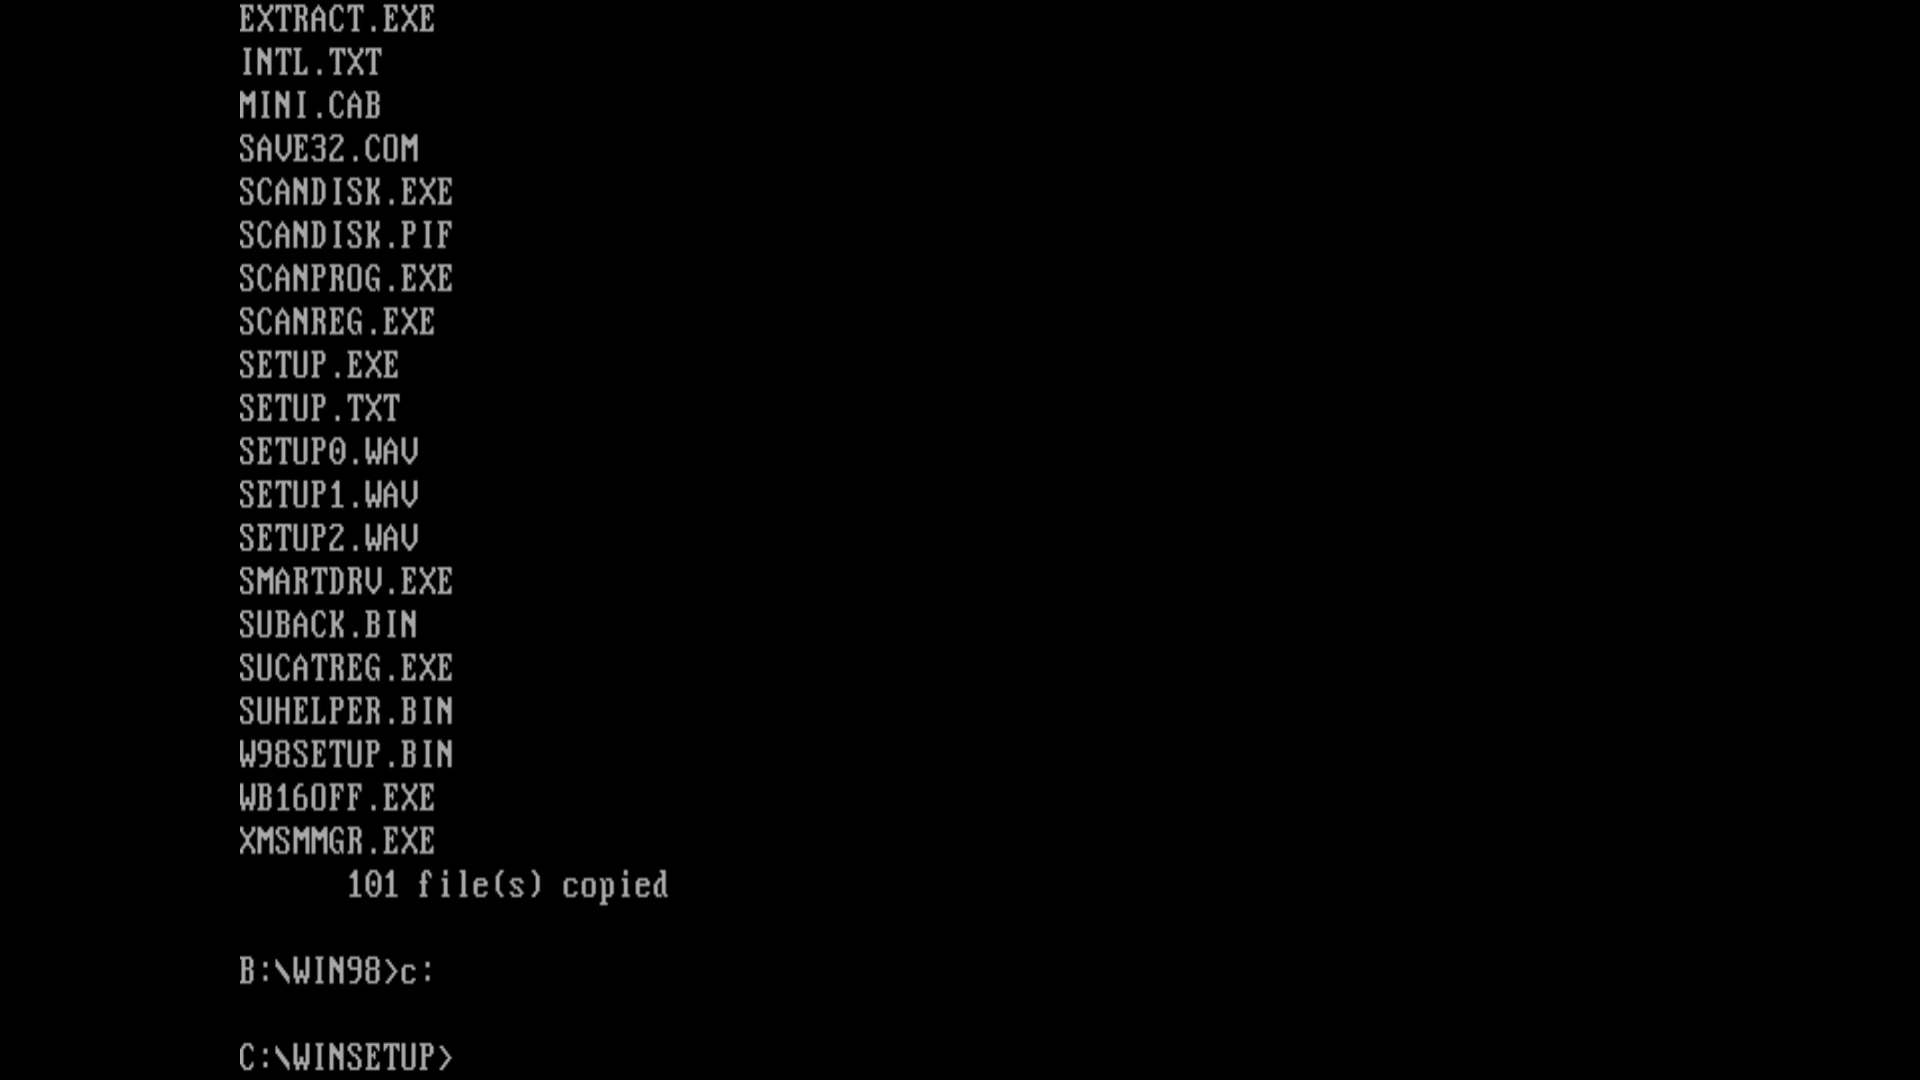 EXTRACT.EXE
INTL.TXT
MINI.CAB
SAVE32.COM
SCANDISK.EXE
SCANDISK.PIF
SCANPROG.EXE
SCANREG.EXE
SETUP.EXE
SETUP.TXT
SETUP0.WAV
SETUP1.WAV
SETUP2.WAV
SMARTDRV.EXE
SUBACK.BIN
SUCATREG.EXE
SUHELPER.BIN
W98SETUP.BIN
WB16OFF.EXE
XMSMMGR.EXE
101 file(s) copied
B:\WIN98>c:
C:\WINSETUP>